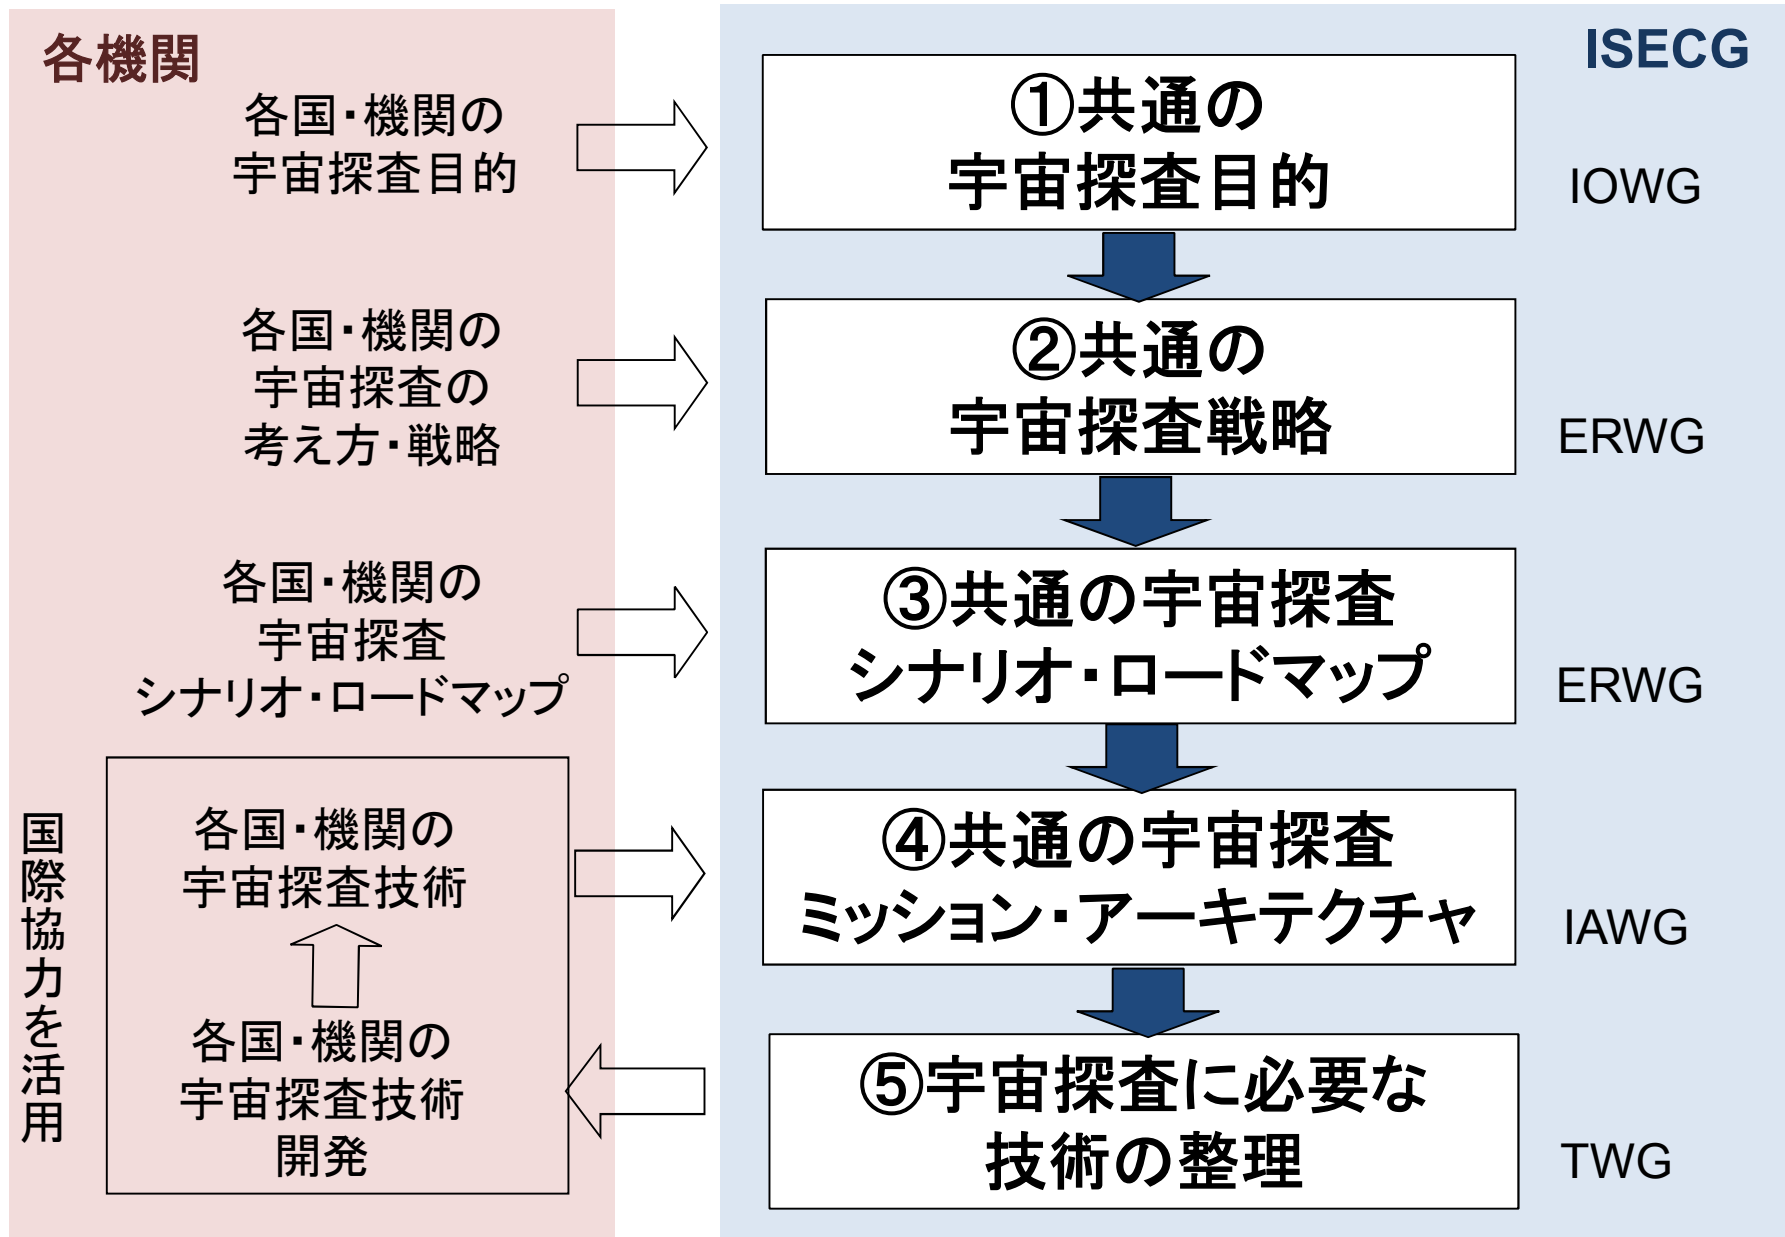 各機関
ISECG
各国・機関の
宇宙探査目的
①共通の
宇宙探査目的
IOWG
各国・機関の
宇宙探査の
考え方・戦略
②共通の
宇宙探査戦略
ERWG
各国・機関の
宇宙探査
シナリオ・ロードマップ
③共通の宇宙探査
シナリオ・ロードマップ
ERWG
国際協力を活用
各国・機関の
宇宙探査技術
④共通の宇宙探査
ミッション・アーキテクチャ
IAWG
各国・機関の
宇宙探査技術
開発
⑤宇宙探査に必要な
技術の整理
TWG